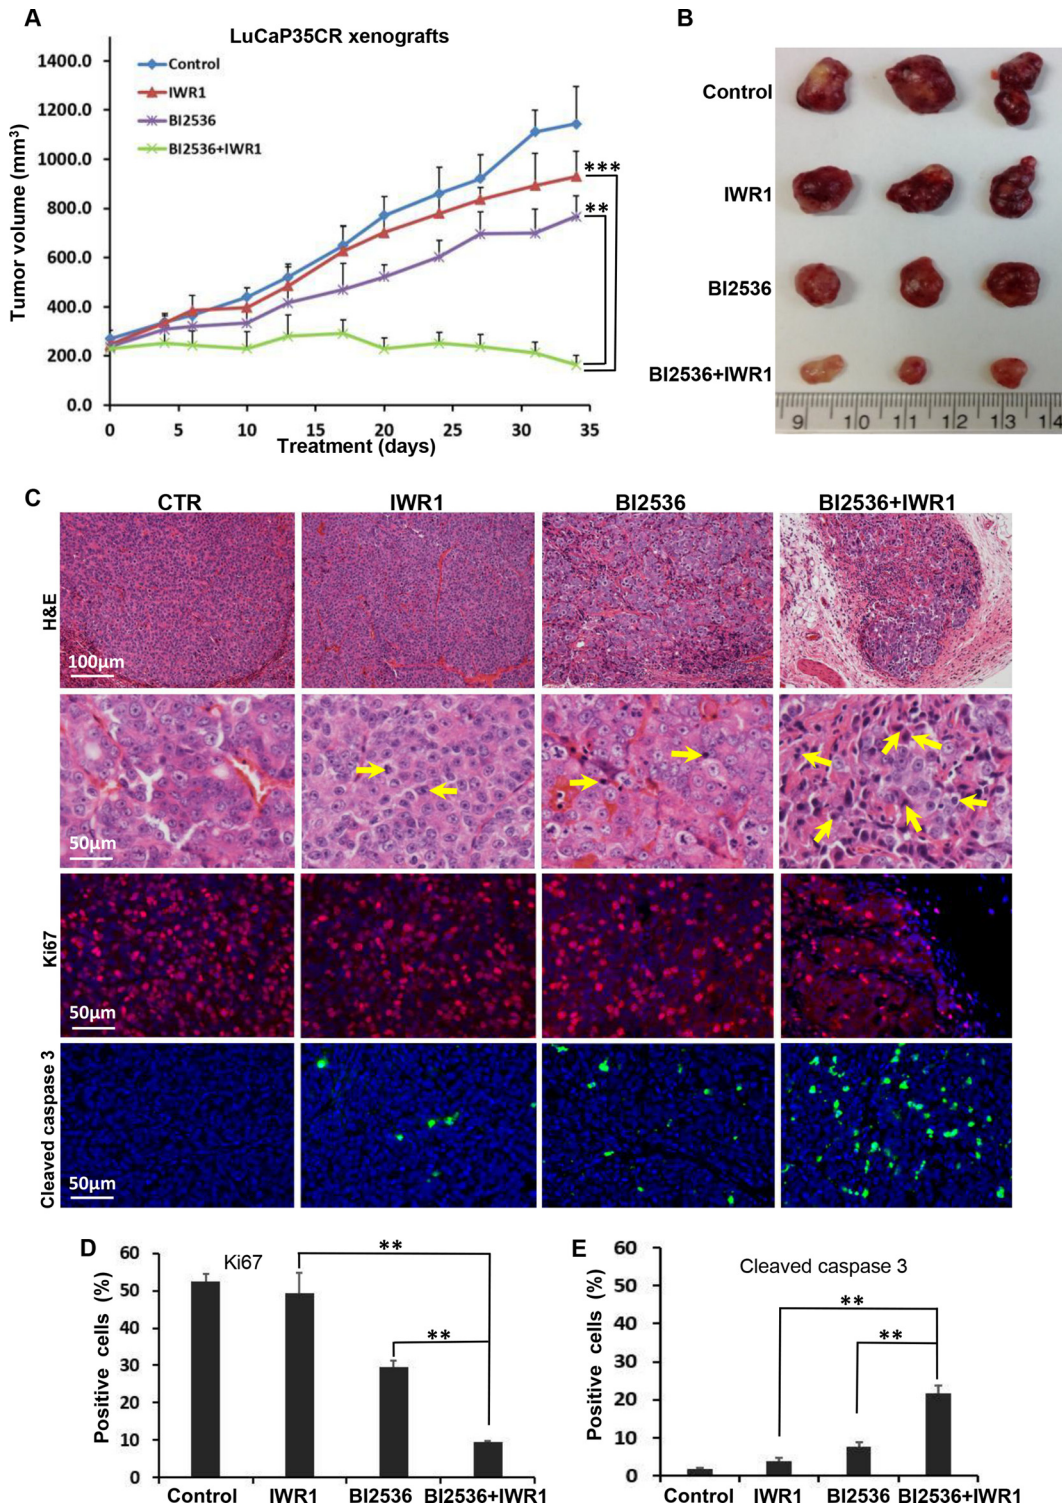 A
LuCaP35CR xenografts
Tumor volume (mm³)
1400.0
1200.0
1000.0
800.0
600.0
400.0
200.0
0.0
Control
IWR1
BI2536
BI2536+IWR1
***
**
0 5 10 15 20 25 30 35
Treatment (days)
B
Control
IWR1
BI2536
BI2536+IWR1
9 10 11 12 13 14
C
CTR IWR1 BI2536 BI2536+IWR1
H&E
100μm
50μm
Ki67
50μm
Cleaved caspase 3
50μm
D
Ki67
Positive cells (%)
60
50
40
30
20
10
0
**
**
Control IWR1 BI2536 BI2536+IWR1
E
Cleaved caspase 3
Positive cells (%)
60
50
40
30
20
10
0
**
**
Control IWR1 BI2536 BI2536+IWR1